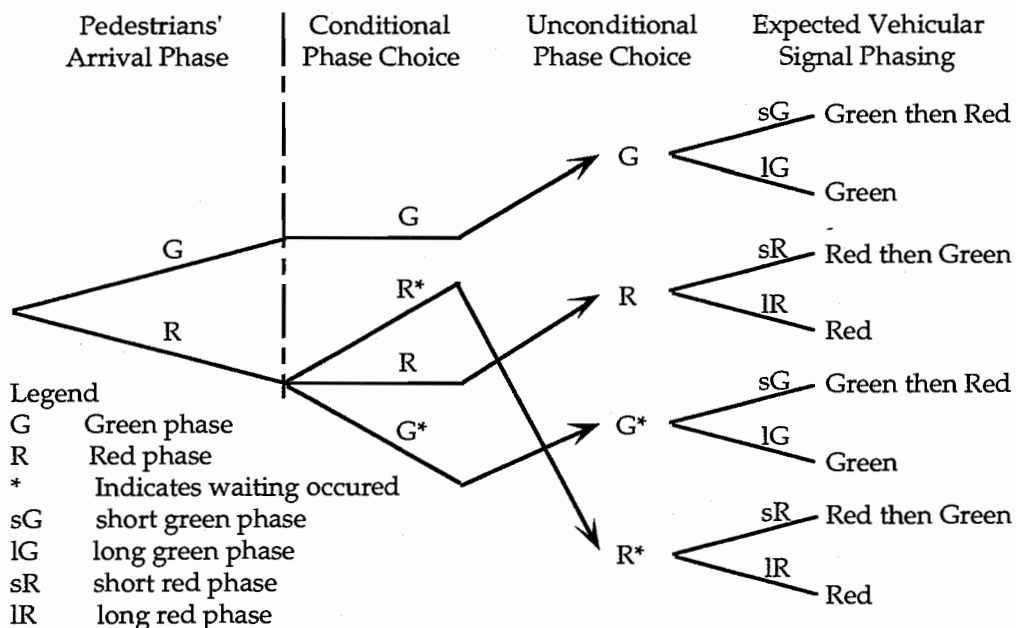 Pedestrians'
Arrival Phase
Conditional
Phase Choice
Unconditional
Phase Choice
Expected Vehicular
Signal Phasing
G
R
G
R*
R
G*
G
R
G*
R*
sG
Green then Red
lG
Green
sR
Red then Green
lR
Red
sG
Green then Red
lG
Green
sR
Red then Green
lR
Red
Legend
G Green phase
R Red phase
* Indicates waiting occured
sG short green phase
lG long green phase
sR short red phase
lR long red phase